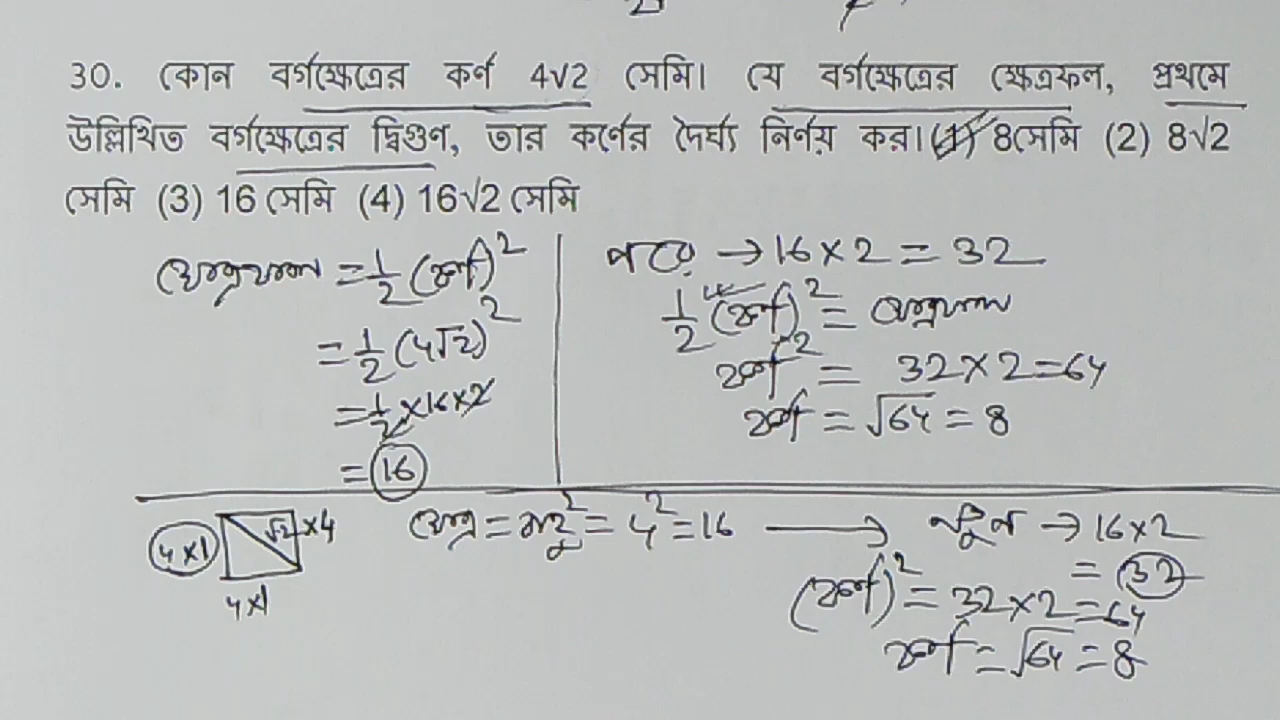 30. কোন বর্গক্ষেত্রের কর্ণ 4√2 সেমি। যে বর্গক্ষেত্রের ক্ষেত্রফল, প্রথমে
উল্লিখিত বর্গক্ষেত্রের দ্বিগুণ, তার কর্ণের দৈর্ঘ্য নির্ণয় কর। (1) 8সেমি (2) 8√2
সেমি (3) 16 সেমি (4) 16√2 সেমি
ক্ষেত্রফল = 1/2 (কর্ণ)²
= 1/2 (4√2)²
= 1/2 × 16 × 2
= 16
পরে → 16 × 2 = 32
1/2 (কর্ণ)² = ক্ষেত্রফল
কর্ণ² = 32 × 2 = 64
কর্ণ = √64 = 8
4×1 √2 × 4
4×1
ক্ষেত্র = বাহু² = 4² = 16 → নতুন → 16 × 2
= 32
(কর্ণ)² = 32 × 2 = 64
কর্ণ = √64 = 8